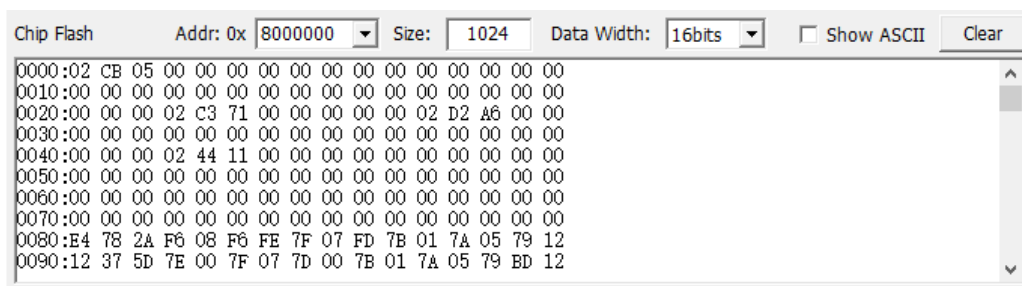 Chip Flash Addr: 0x 8000000 Size: 1024 Data Width: 16bits Show ASCII Clear
0000:02 CB 05 00 00 00 00 00 00 00 00 00 00 00 00 00
0010:00 00 00 00 00 00 00 00 00 00 00 00 00 00 00 00
0020:00 00 00 02 C3 71 00 00 00 00 00 02 D2 A6 00 00
0030:00 00 00 00 00 00 00 00 00 00 00 00 00 00 00 00
0040:00 00 00 02 44 11 00 00 00 00 00 00 00 00 00 00
0050:00 00 00 00 00 00 00 00 00 00 00 00 00 00 00 00
0060:00 00 00 00 00 00 00 00 00 00 00 00 00 00 00 00
0070:00 00 00 00 00 00 00 00 00 00 00 00 00 00 00 00
0080:E4 78 2A F6 08 F6 FE 7F 07 FD 7B 01 7A 05 79 12
0090:12 37 5D 7E 00 7F 07 7D 00 7B 01 7A 05 79 BD 12